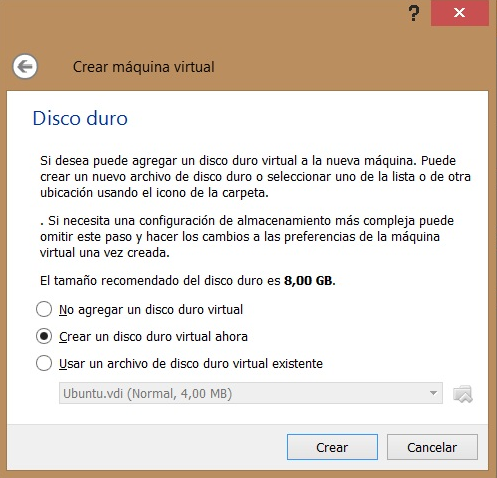 ?
Crear máquina virtual
Disco duro
Si desea puede agregar un disco duro virtual a la nueva máquina. Puede
crear un nuevo archivo de disco duro o seleccionar uno de la lista o de otra
ubicación usando el icono de la carpeta.
. Si necesita una configuración de almacenamiento más compleja puede
omitir este paso y hacer los cambios a las preferencias de la máquina
virtual una vez creada.
El tamaño recomendado del disco duro es 8,00 GB.
No agregar un disco duro virtual
Crear un disco duro virtual ahora
Usar un archivo de disco duro virtual existente
Ubuntu.vdi (Normal, 4,00 MB)
Crear
Cancelar